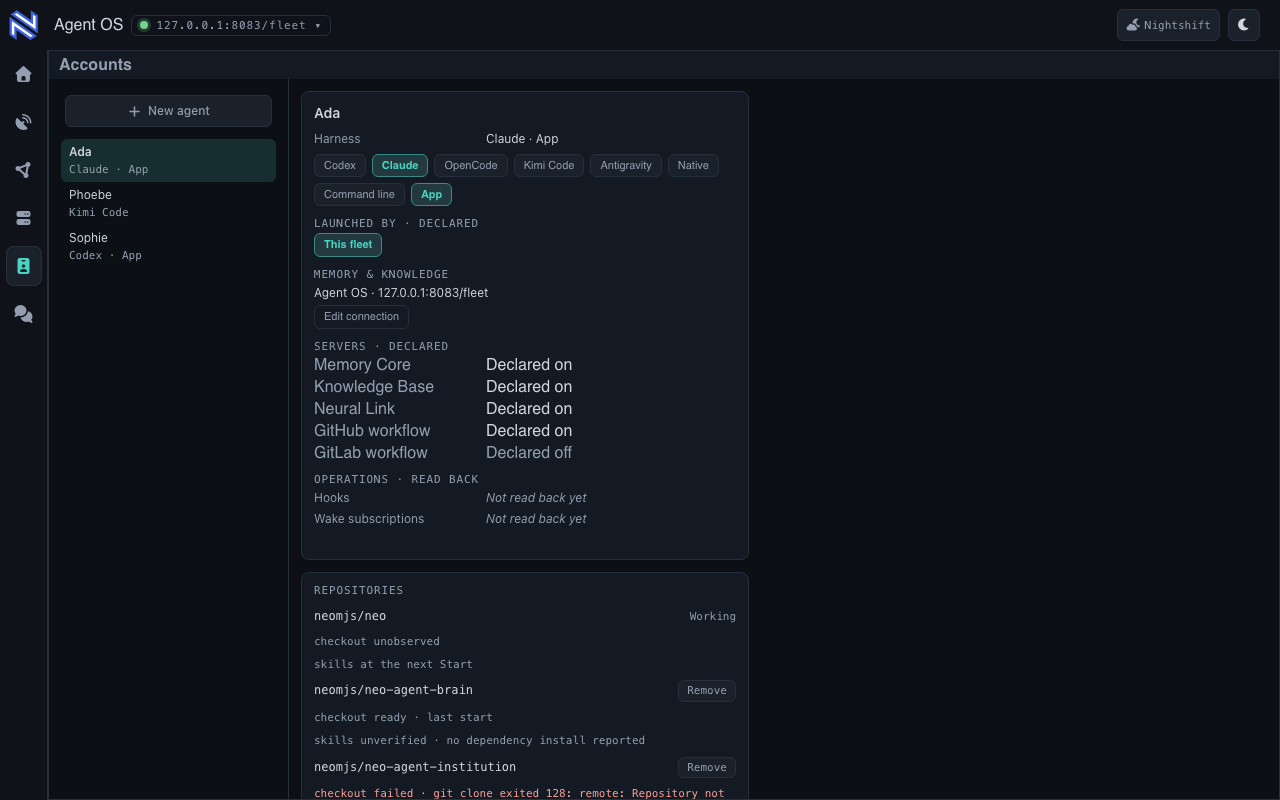 Agent OS
127.0.0.1:8083/fleet
Nightshift
Accounts
New agent
Ada
Claude · App
Phoebe
Kimi Code
Sophie
Codex · App
Ada
Harness
Claude · App
Codex
Claude
OpenCode
Kimi Code
Antigravity
Native
Command line
App
LAUNCHED BY · DECLARED
This fleet
MEMORY & KNOWLEDGE
Agent OS · 127.0.0.1:8083/fleet
Edit connection
SERVERS · DECLARED
Memory Core
Declared on
Knowledge Base
Declared on
Neural Link
Declared on
GitHub workflow
Declared on
GitLab workflow
Declared off
OPERATIONS · READ BACK
Hooks
Not read back yet
Wake subscriptions
Not read back yet
REPOSITORIES
neomjs/neo
Working
checkout unobserved
skills at the next Start
neomjs/neo-agent-brain
Remove
checkout ready · last start
skills unverified · no dependency install reported
neomjs/neo-agent-institution
Remove
checkout failed · git clone exited 128: remote: Repository not